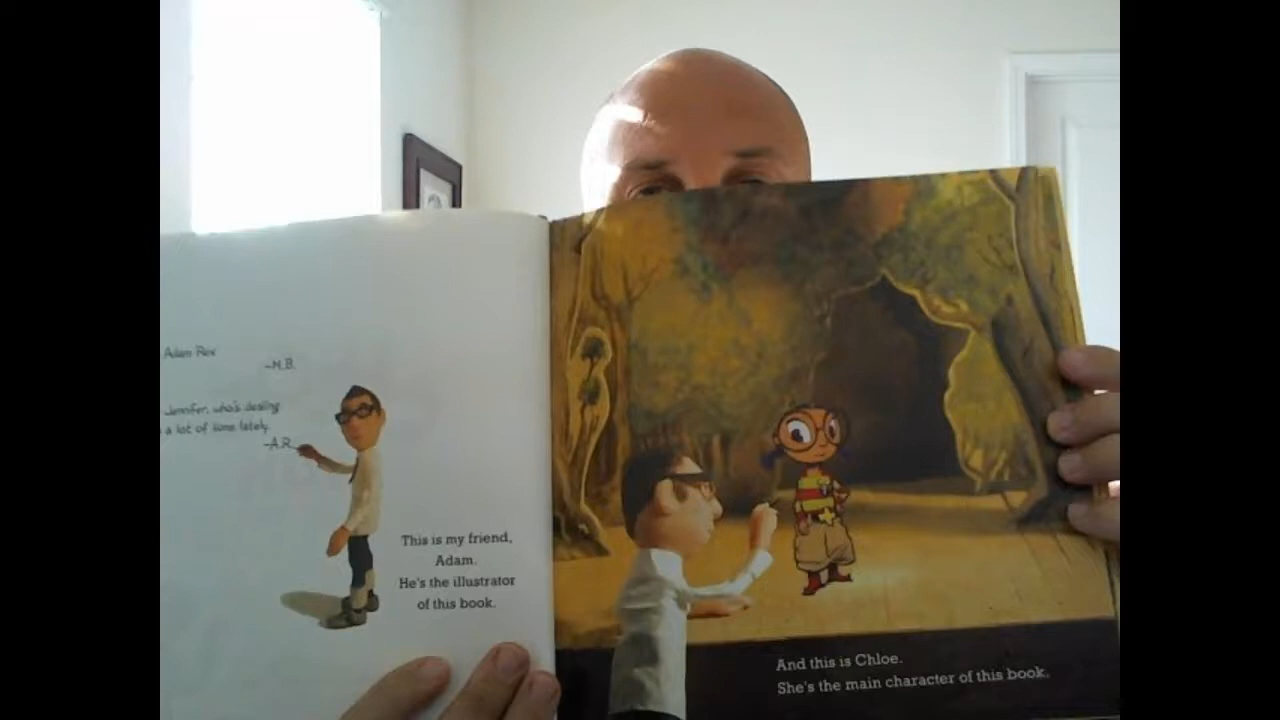 Adam Rex
–M.B.
Jennifer, who's dealing
a lot of lately.
–A.R.
This is my friend,
Adam.
He's the illustrator
of this book.
And this is Chloe.
She's the main character of this book.